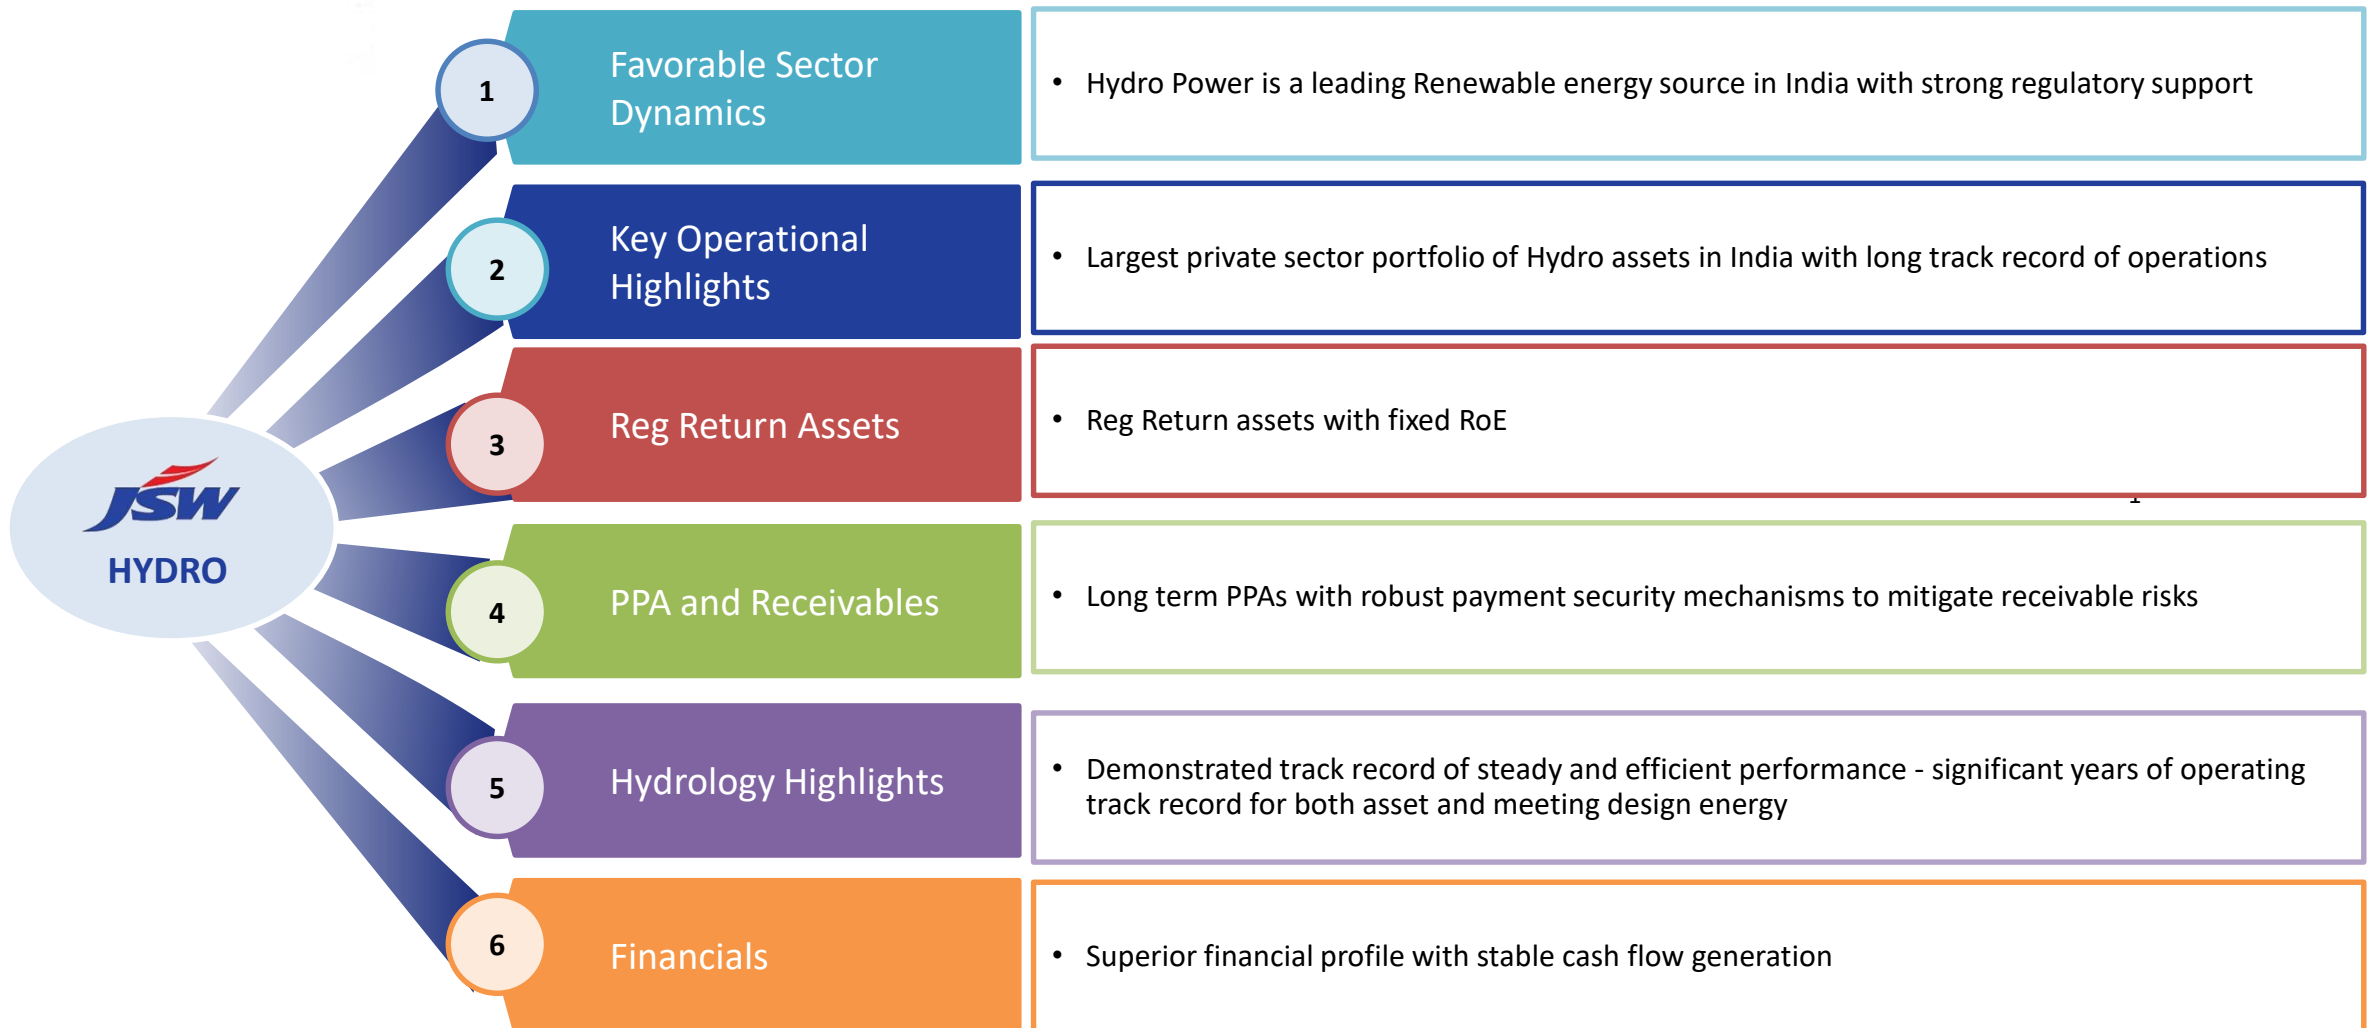 JSW
HYDRO
1
Favorable Sector
Dynamics
• Hydro Power is a leading Renewable energy source in India with strong regulatory support
2
Key Operational
Highlights
• Largest private sector portfolio of Hydro assets in India with long track record of operations
3
Reg Return Assets
• Reg Return assets with fixed RoE
4
PPA and Receivables
• Long term PPAs with robust payment security mechanisms to mitigate receivable risks
5
Hydrology Highlights
• Demonstrated track record of steady and efficient performance - significant years of operating
track record for both asset and meeting design energy
6
Financials
• Superior financial profile with stable cash flow generation